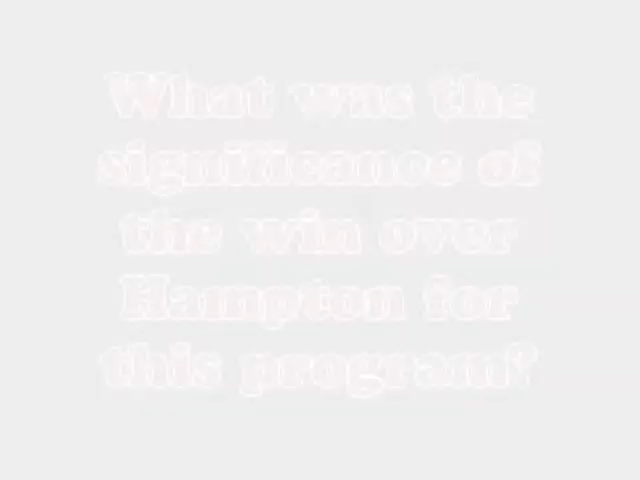 What was the
significance of
the win over
Hampton for
this program?